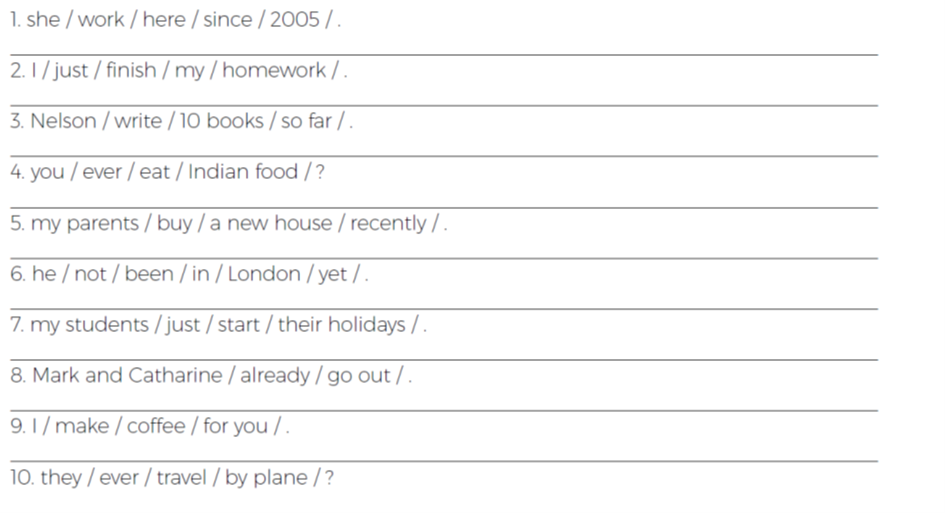 1. she / work / here / since / 2005 / .
2. I / just / finish / my / homework / .
3. Nelson / write / 10 books / so far / .
4. you / ever / eat / Indian food / ?
5. my parents / buy / a new house / recently / .
6. he / not / been / in / London / yet / .
7. my students / just / start / their holidays / .
8. Mark and Catharine / already / go out / .
9. I / make / coffee / for you / .
10. they / ever / travel / by plane / ?